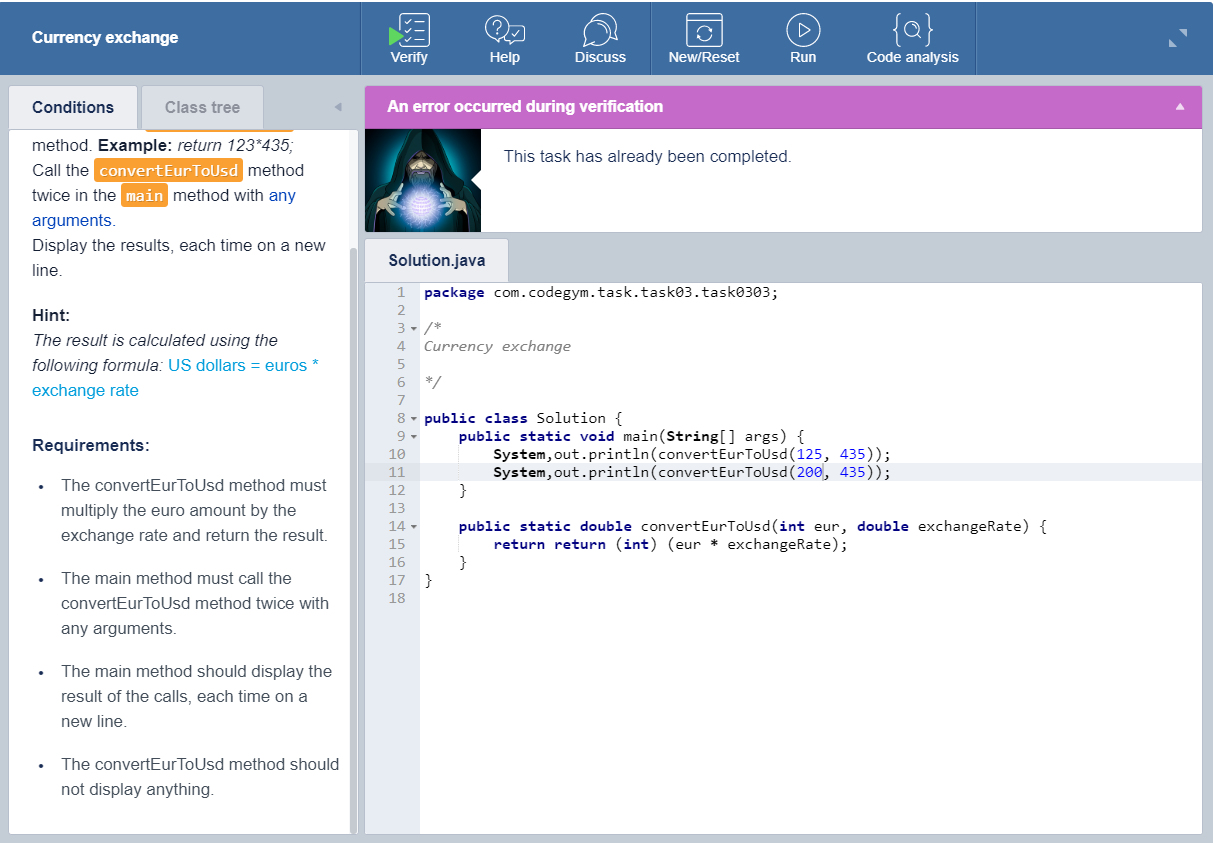 Currency exchange
Verify
Help
Discuss
New/Reset
Run
Code analysis
Conditions
Class tree
method. Example: return 123*435;
Call the convertEurToUsd method
twice in the main method with any
arguments.
Display the results, each time on a new
line.
Hint:
The result is calculated using the
following formula: US dollars = euros *
exchange rate
Requirements:
• The convertEurToUsd method must
multiply the euro amount by the
exchange rate and return the result.
• The main method must call the
convertEurToUsd method twice with
any arguments.
• The main method should display the
result of the calls, each time on a
new line.
• The convertEurToUsd method should
not display anything.
An error occurred during verification
This task has already been completed.
Solution.java
1 package com.codegym.task.task03.task0303;
2
3 /*
4 Currency exchange
5
6 */
7
8 public class Solution {
9 public static void main(String[] args) {
10 System,out.println(convertEurToUsd(125, 435));
11 System,out.println(convertEurToUsd(200, 435));
12 }
13
14 public static double convertEurToUsd(int eur, double exchangeRate) {
15 return return (int) (eur * exchangeRate);
16 }
17 }
18